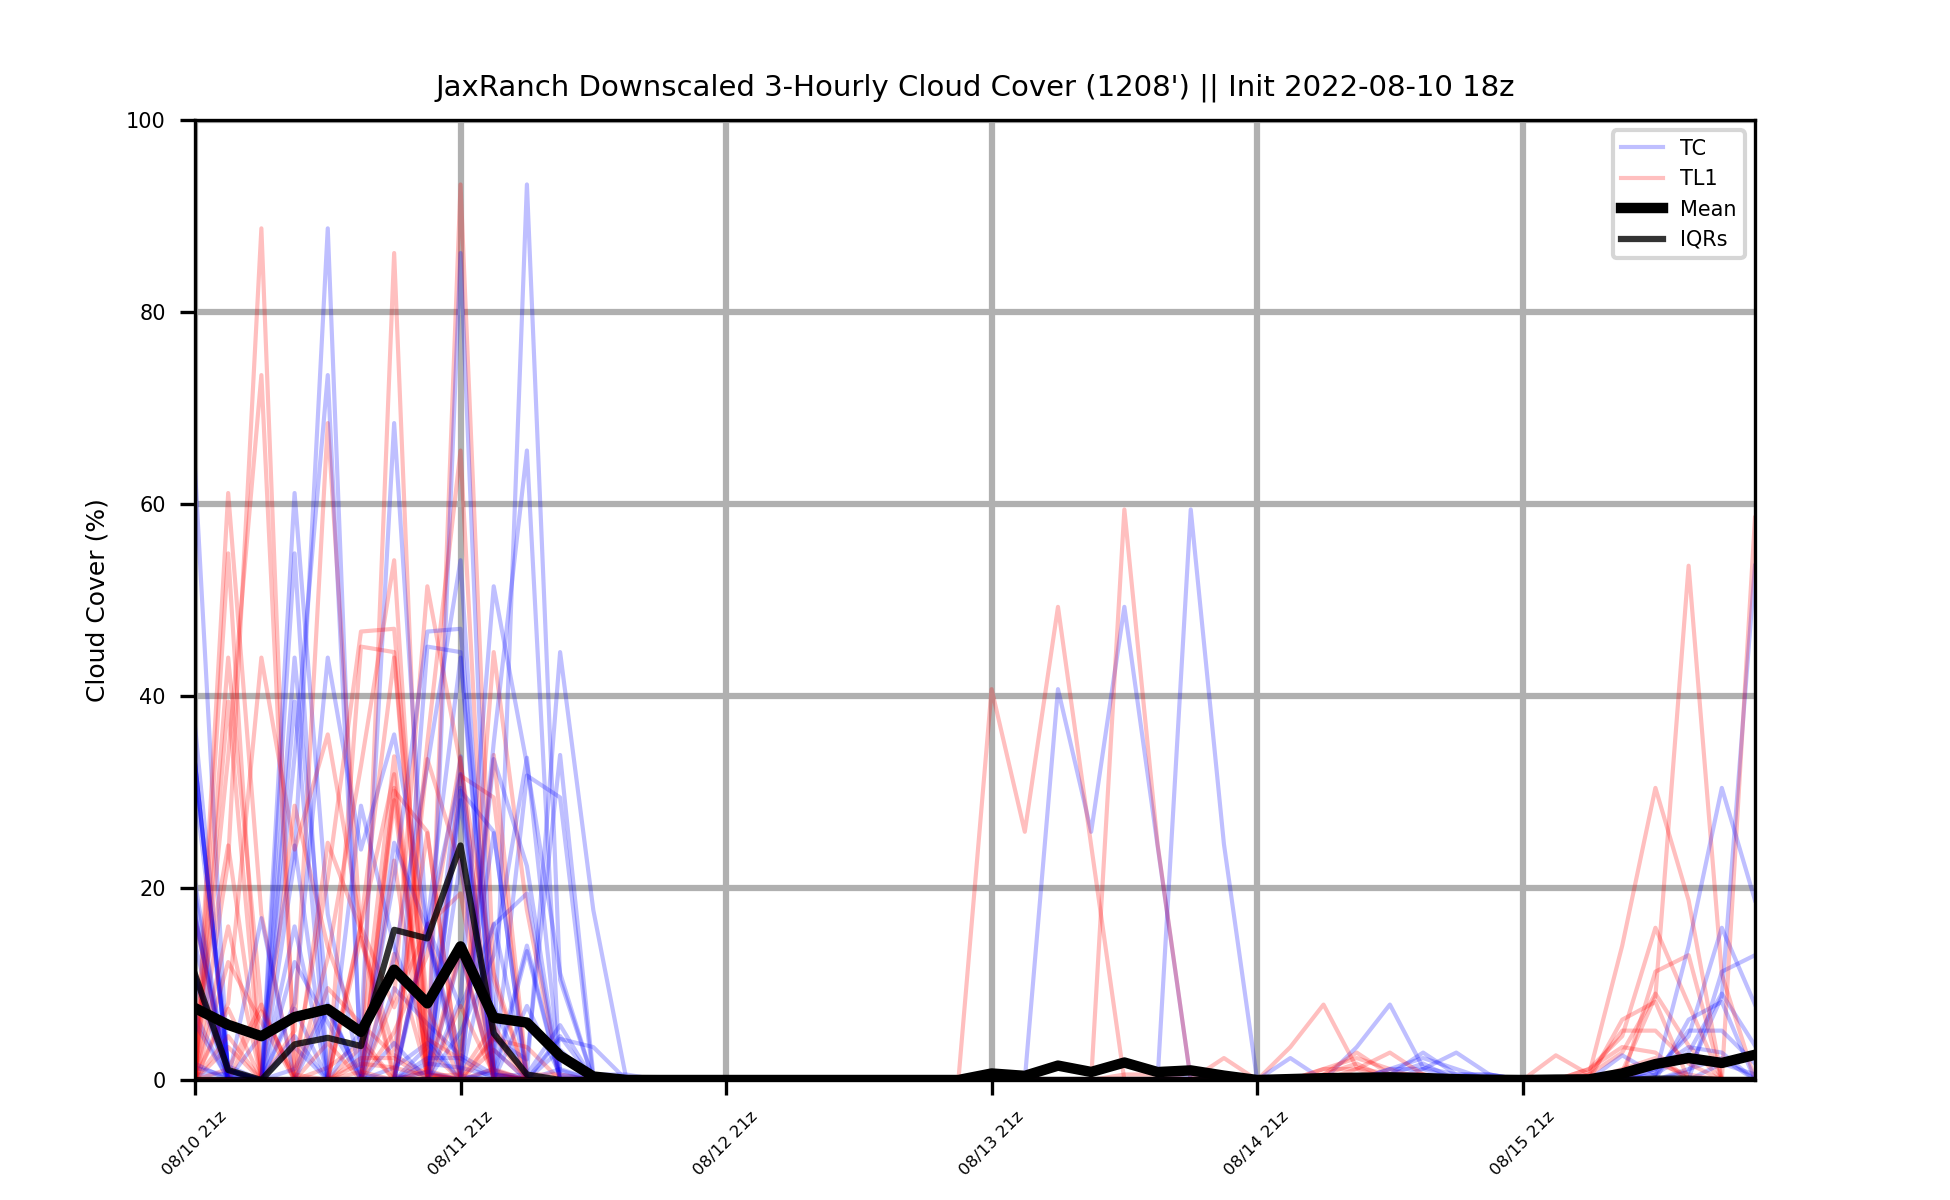 JaxRanch Downscaled 3-Hourly Cloud Cover (1208') || Init 2022-08-10 18z
100
80
60
40
20
0
Cloud Cover (%)
TC
TL1
Mean
IQRs
08/10 21z
08/11 21z
08/12 21z
08/13 21z
08/14 21z
08/15 21z